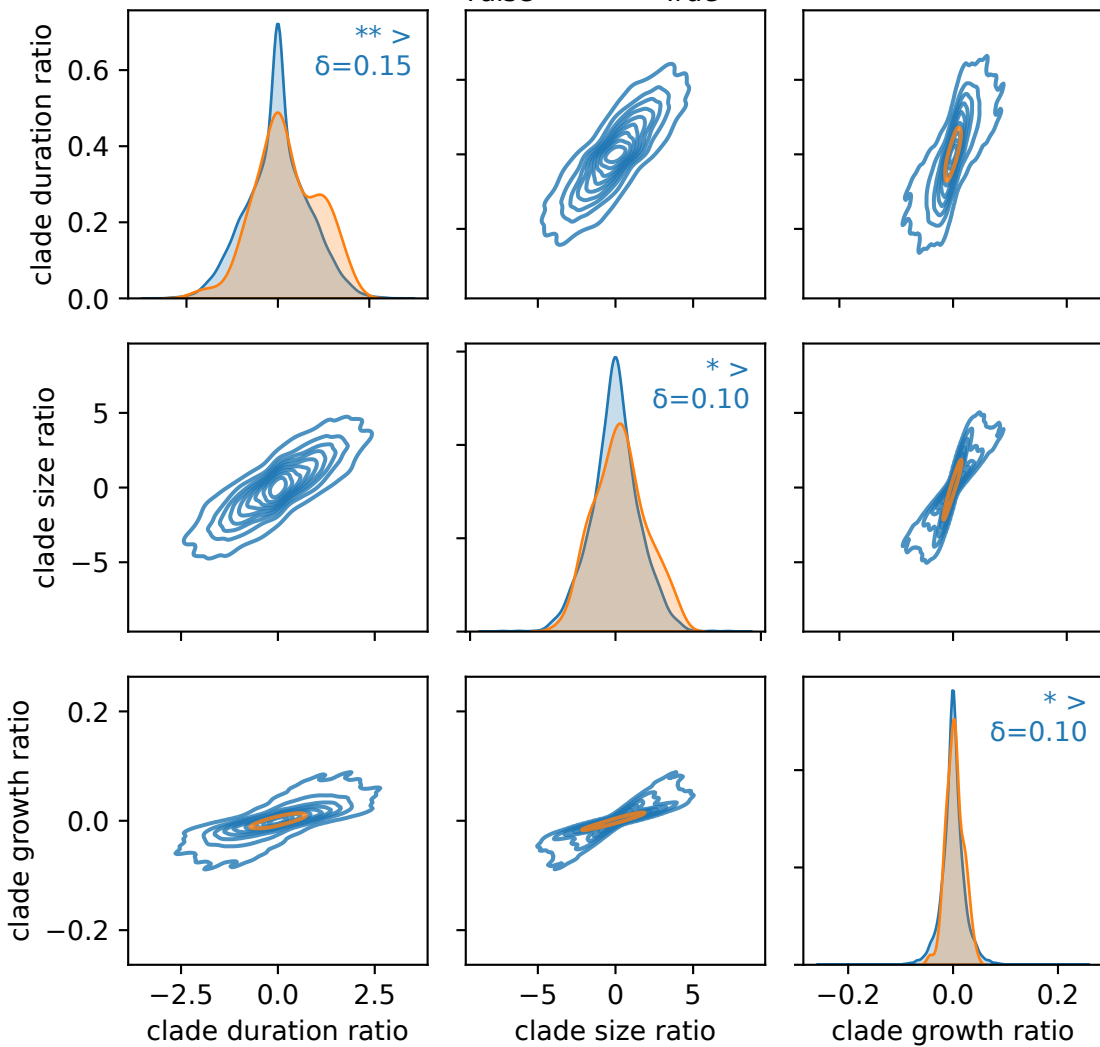 clade duration ratio
0.6
0.4
0.2
0.0
** >
δ=0.15
clade size ratio
5
0
−5
* >
δ=0.10
clade growth ratio
0.2
0.0
−0.2
* >
δ=0.10
−2.5 0.0 2.5
−5 0 5
−0.2 0.0 0.2
clade duration ratio
clade size ratio
clade growth ratio